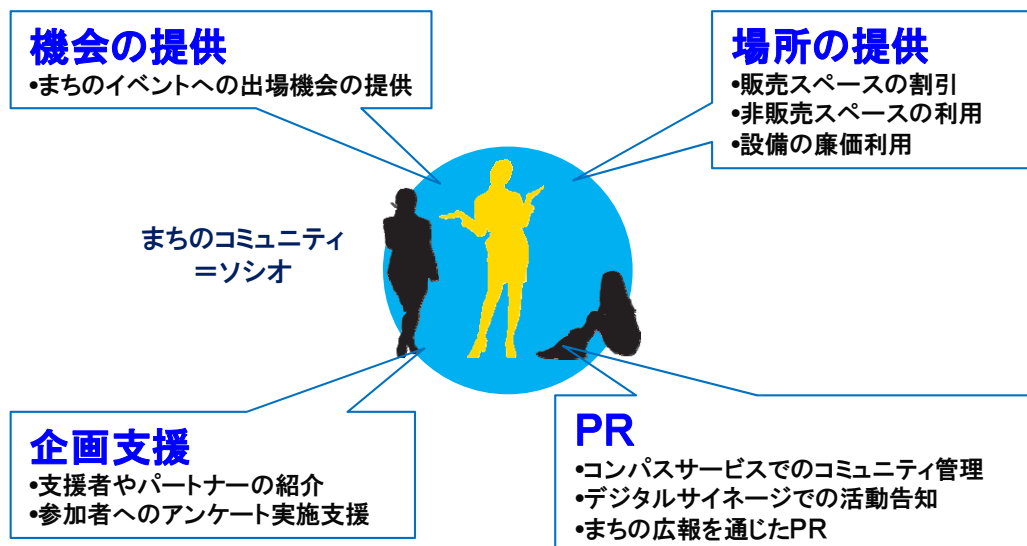 機会の提供
•まちのイベントへの出場機会の提供
場所の提供
•販売スペースの割引
•非販売スペースの利用
•設備の廉価利用
まちのコミュニティ
＝ソシオ
企画支援
•支援者やパートナーの紹介
•参加者へのアンケート実施支援
PR
•コンパスサービスでのコミュニティ管理
•デジタルサイネージでの活動告知
•まちの広報を通じたPR